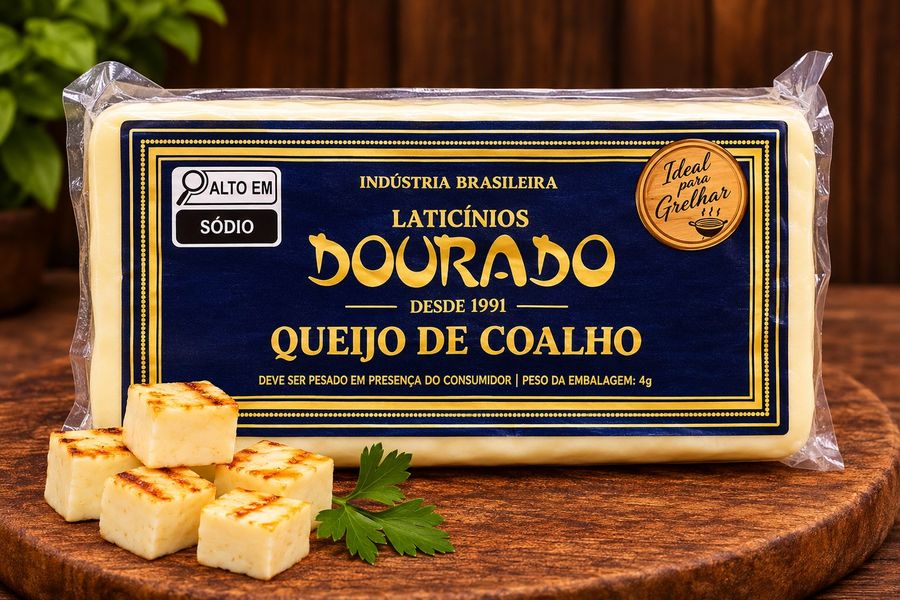 ALTO EM
SÓDIO
INDÚSTRIA BRASILEIRA
LATICÍNIOS
DOURADO
DESDE 1991
QUEIJO DE COALHO
DEVE SER PESADO EM PRESENÇA DO CONSUMIDOR | PESO DA EMBALAGEM: 4g
Ideal
para
Grelhar